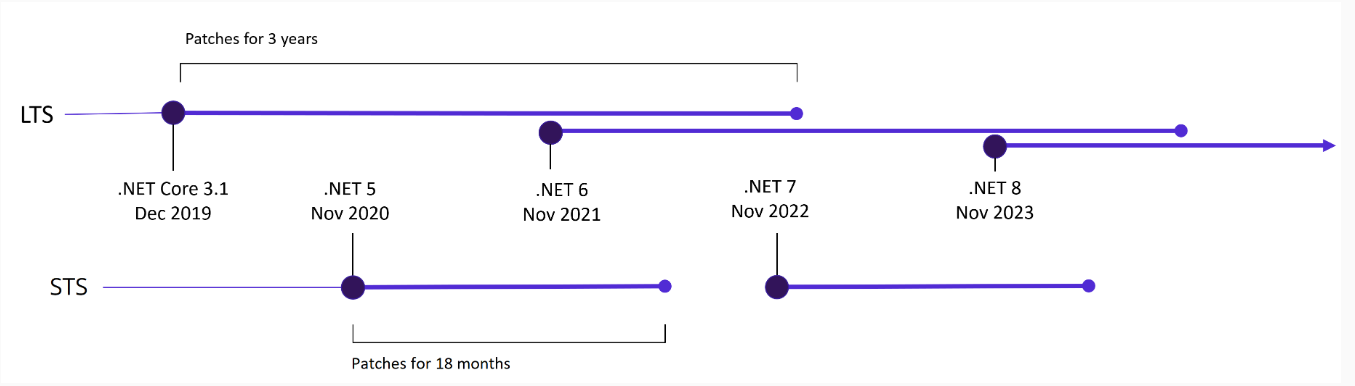 Patches for 3 years
LTS
.NET Core 3.1
Dec 2019
.NET 5
Nov 2020
.NET 6
Nov 2021
.NET 7
Nov 2022
.NET 8
Nov 2023
STS
Patches for 18 months